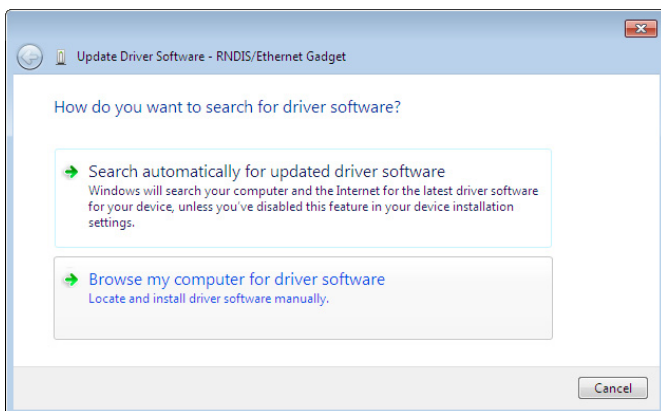 Update Driver Software - RNDIS/Ethernet Gadget
How do you want to search for driver software?
Search automatically for updated driver software
Windows will search your computer and the Internet for the latest driver software
for your device, unless you've disabled this feature in your device installation
settings.
Browse my computer for driver software
Locate and install driver software manually.
Cancel